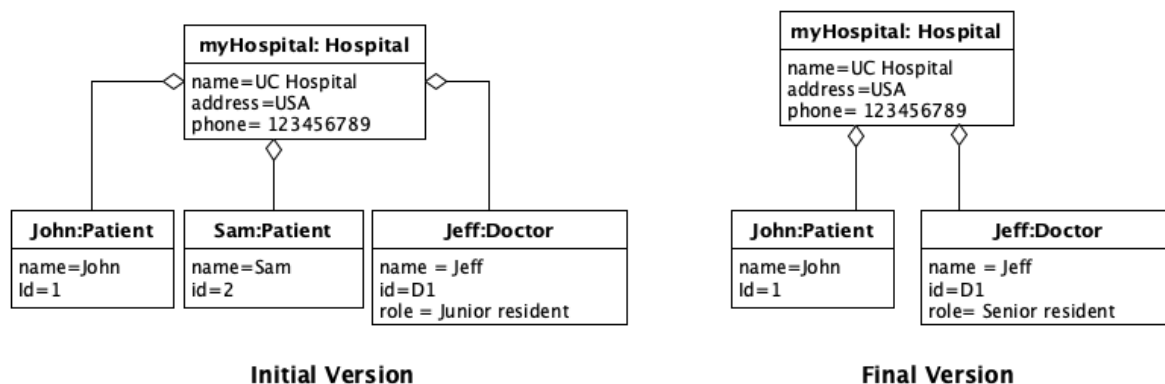 myHospital: Hospital
name=UC Hospital
address=USA
phone= 123456789
John:Patient
name=John
Id=1
Sam:Patient
name=Sam
id=2
Jeff:Doctor
name = Jeff
id=D1
role = Junior resident
Initial Version
myHospital: Hospital
name=UC Hospital
address=USA
phone= 123456789
John:Patient
name=John
Id=1
Jeff:Doctor
name = Jeff
id=D1
role= Senior resident
Final Version